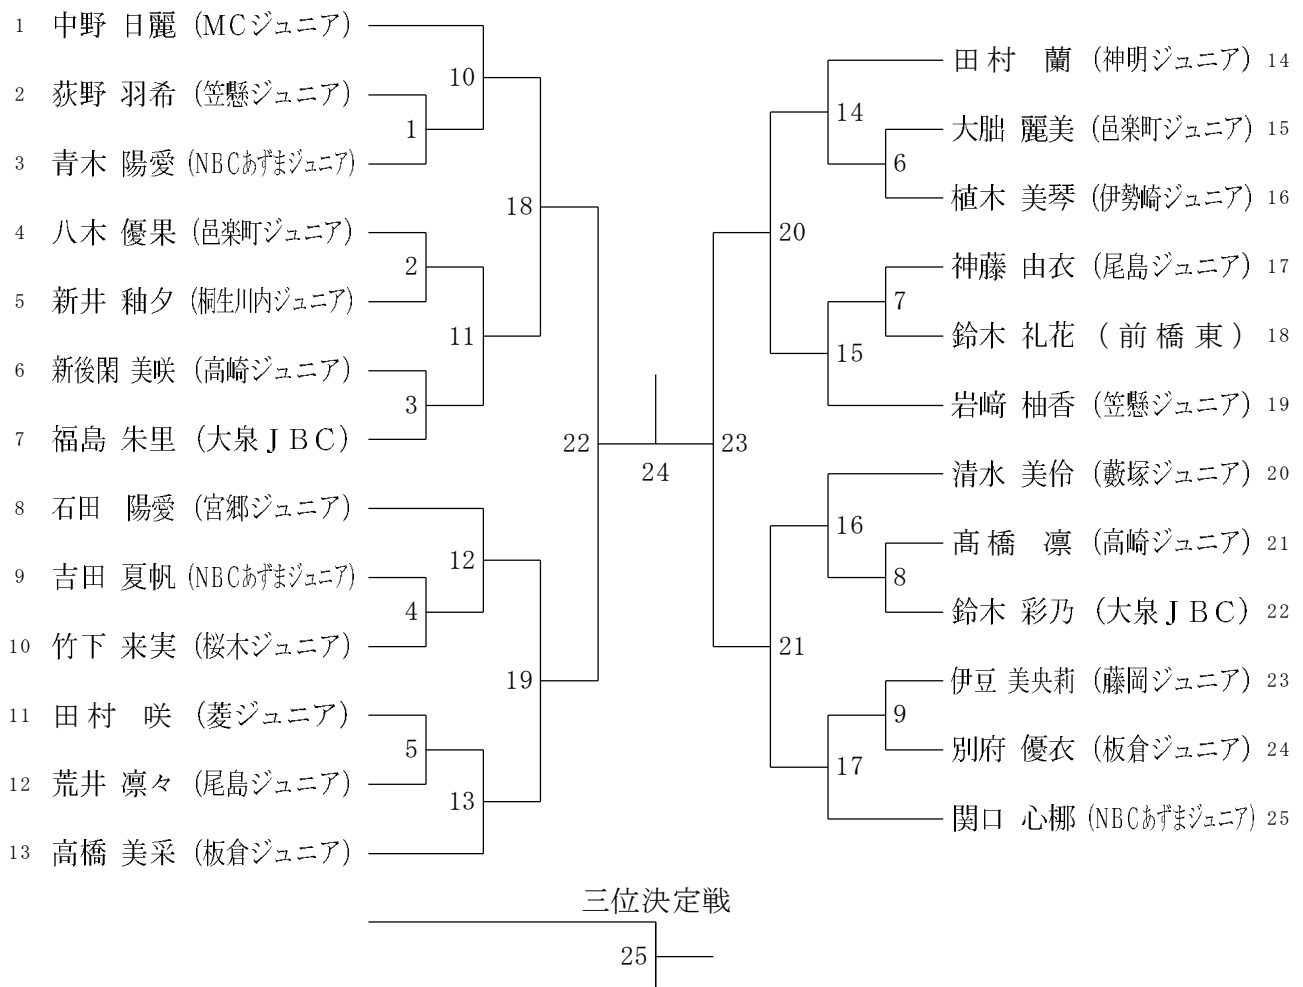 1 中野 日麗 (MCジュニア)
2 荻野 羽希 (笠懸ジュニア)
3 青木 陽愛 (NBCあずまジュニア)
4 八木 優果 (邑楽町ジュニア)
5 新井 釉夕 (桐生川内ジュニア)
6 新後閑 美咲 (高崎ジュニア)
7 福島 朱里 (大泉ＪＢＣ)
8 石田 陽愛 (宮郷ジュニア)
9 吉田 夏帆 (NBCあずまジュニア)
10 竹下 来実 (桜木ジュニア)
11 田村 咲 (菱ジュニア)
12 荒井 凛々 (尾島ジュニア)
13 高橋 美采 (板倉ジュニア)
10
1
18
2
11
3
22
12
4
19
5
13
24
田村 蘭 (神明ジュニア) 14
大朏 麗美 (邑楽町ジュニア) 15
植木 美琴 (伊勢崎ジュニア) 16
神藤 由衣 (尾島ジュニア) 17
鈴木 礼花 (前橋東) 18
岩﨑 柚香 (笠懸ジュニア) 19
清水 美伶 (藪塚ジュニア) 20
髙橋 凛 (高崎ジュニア) 21
鈴木 彩乃 (大泉ＪＢＣ) 22
伊豆 美央莉 (藤岡ジュニア) 23
別府 優衣 (板倉ジュニア) 24
関口 心梛 (NBCあずまジュニア) 25
14
6
20
7
15
23
16
8
21
9
17
三位決定戦
25